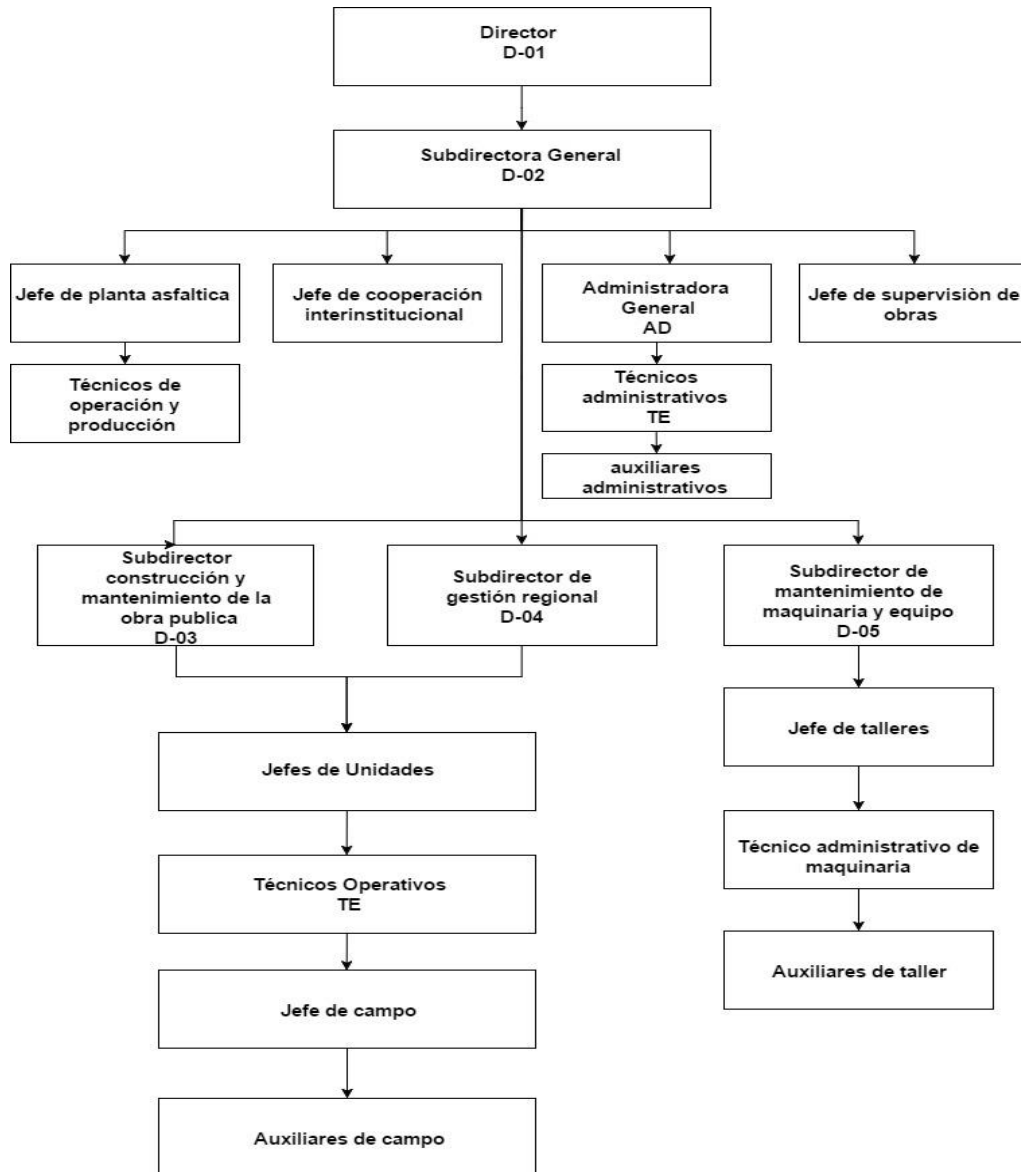 Director
D-01
Subdirectora General
D-02
Jefe de planta asfaltica
Jefe de cooperación
interinstitucional
Administradora
General
AD
Jefe de supervisiòn de
obras
Técnicos de
operación y
producción
Técnicos
administrativos
TE
auxiliares
administrativos
Subdirector
construcción y
mantenimiento de la
obra publica
D-03
Subdirector de
gestión regional
D-04
Subdirector de
mantenimiento de
maquinaria y equipo
D-05
Jefes de Unidades
Jefe de talleres
Técnicos Operativos
TE
Técnico administrativo de
maquinaria
Jefe de campo
Auxiliares de taller
Auxiliares de campo